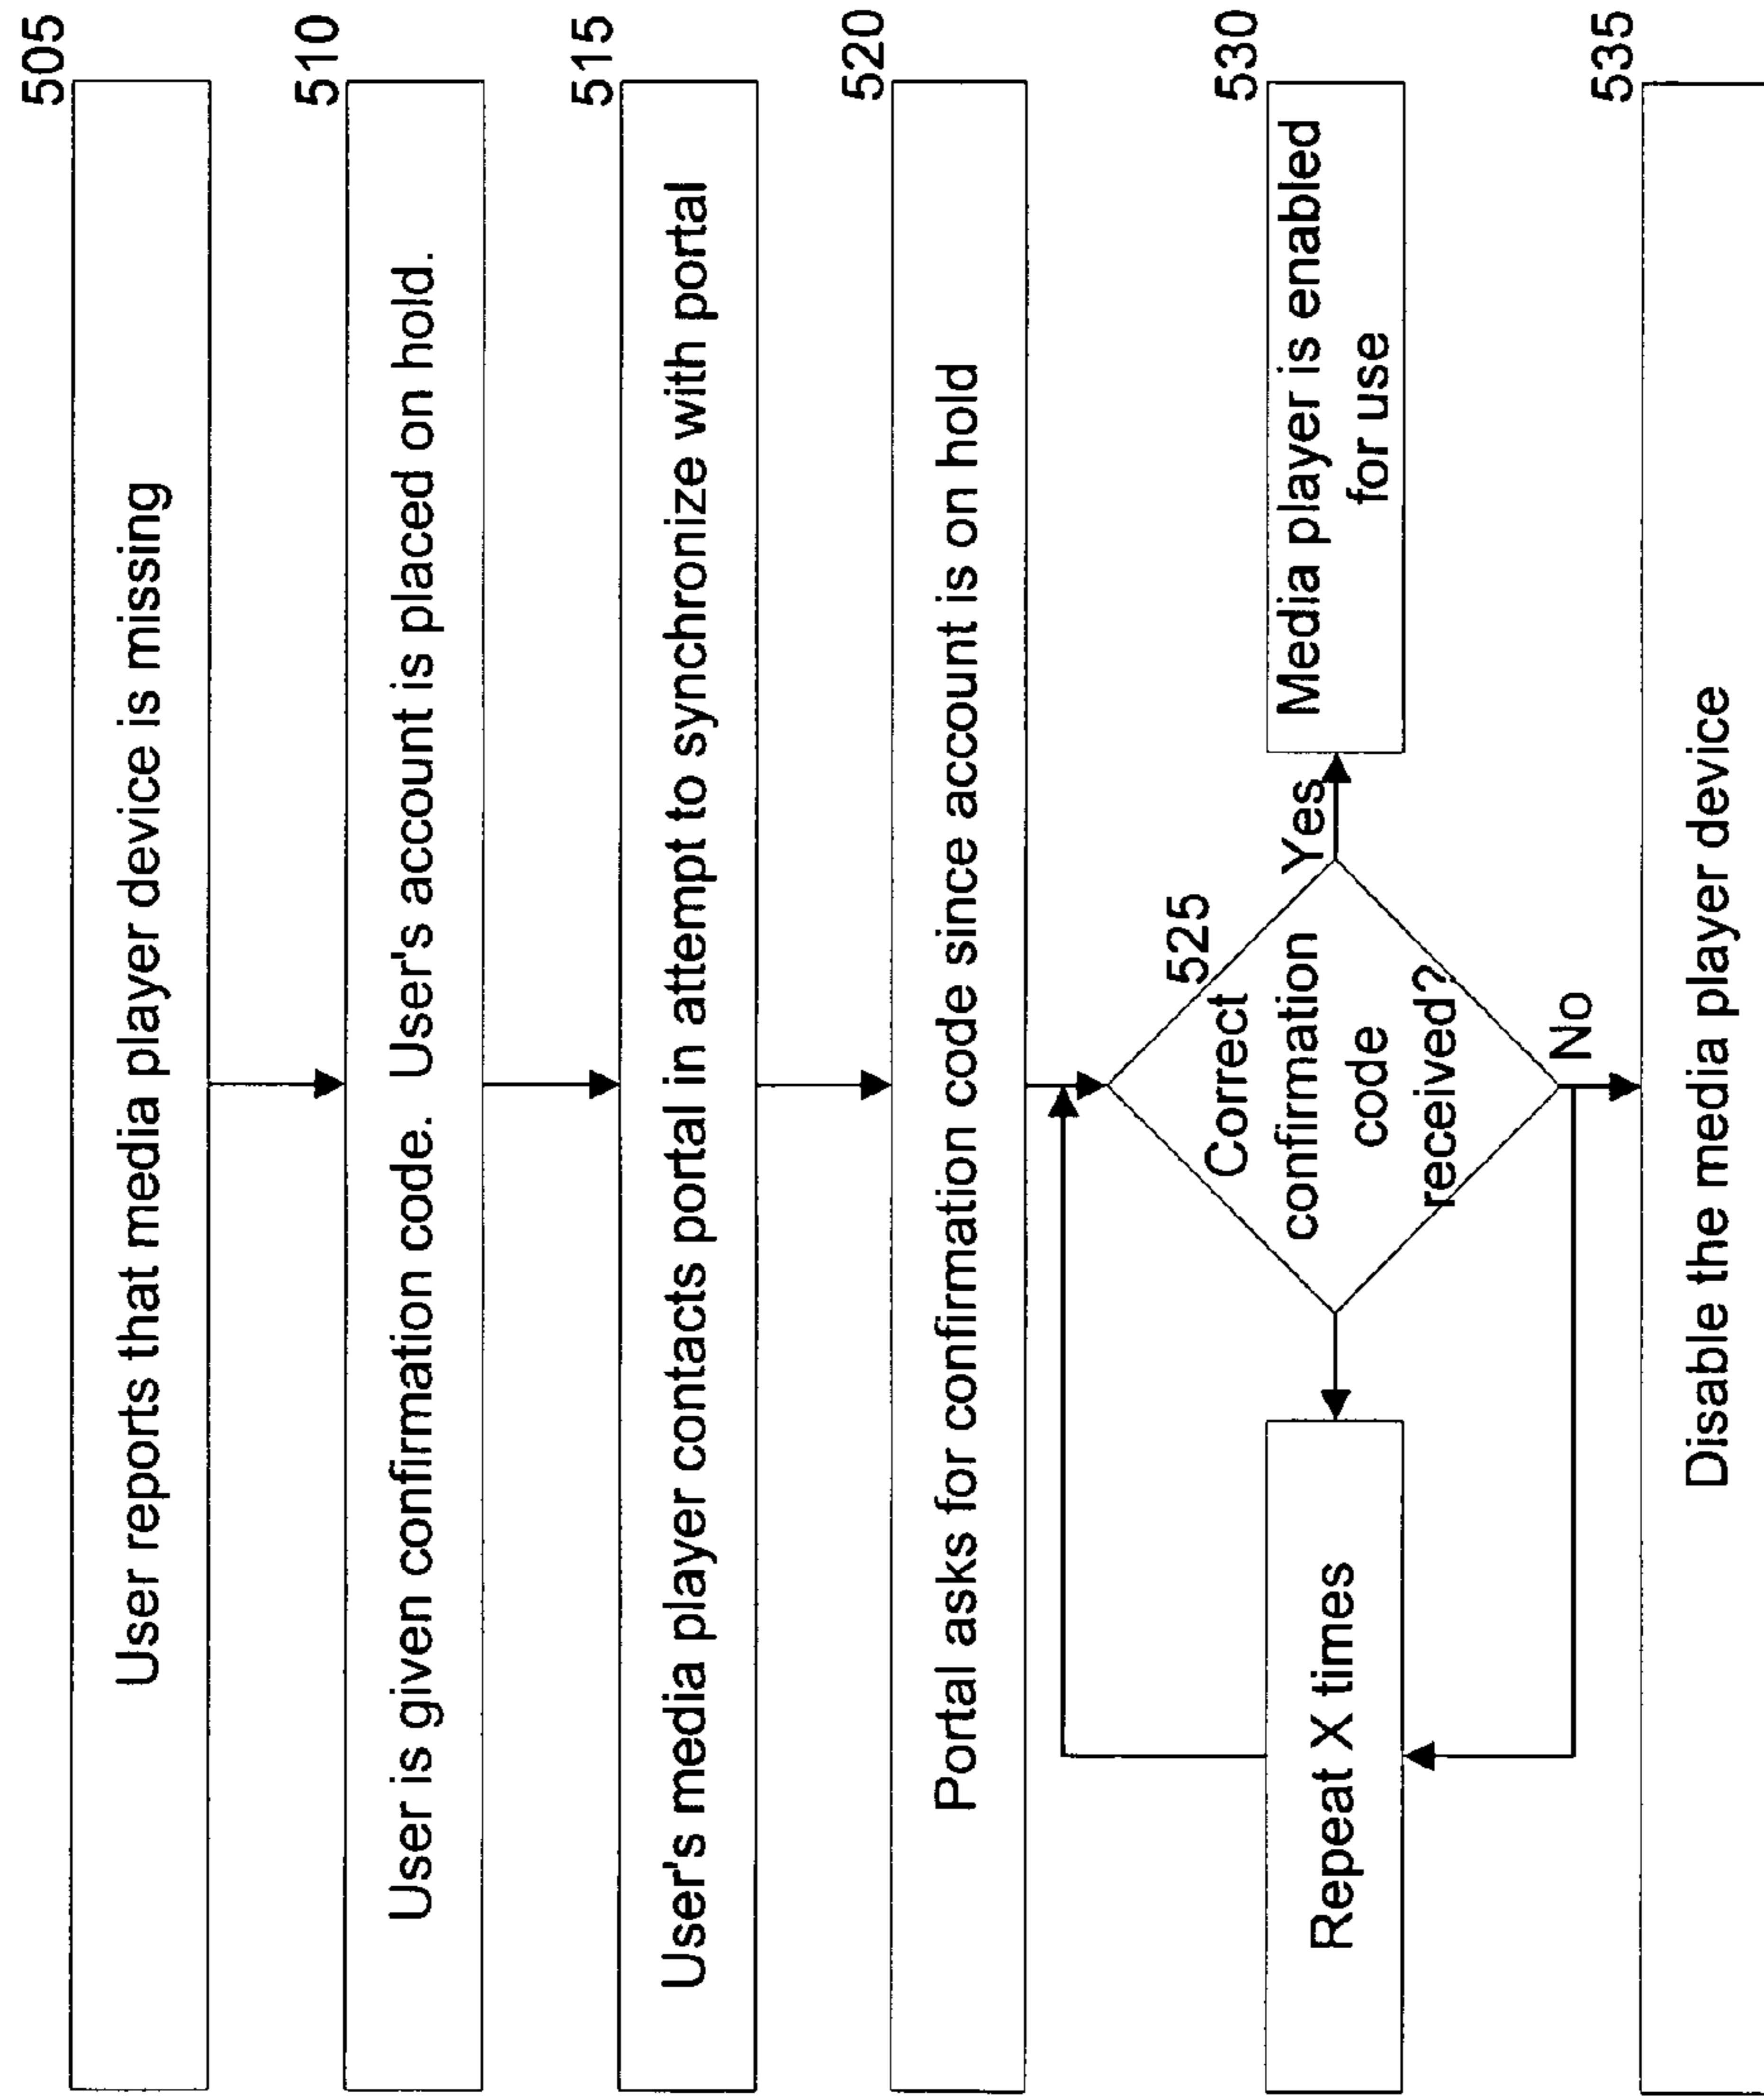 505
User reports that media player device is missing
510
User is given confirmation code. User's account is placed on hold.
515
User's media player contacts portal in attempt to synchronize with portal
520
Portal asks for confirmation code since account is on hold
525
Correct
confirmation
code
received?
Yes
530
Media player is enabled
for use
Repeat X times
No
535
Disable the media player device